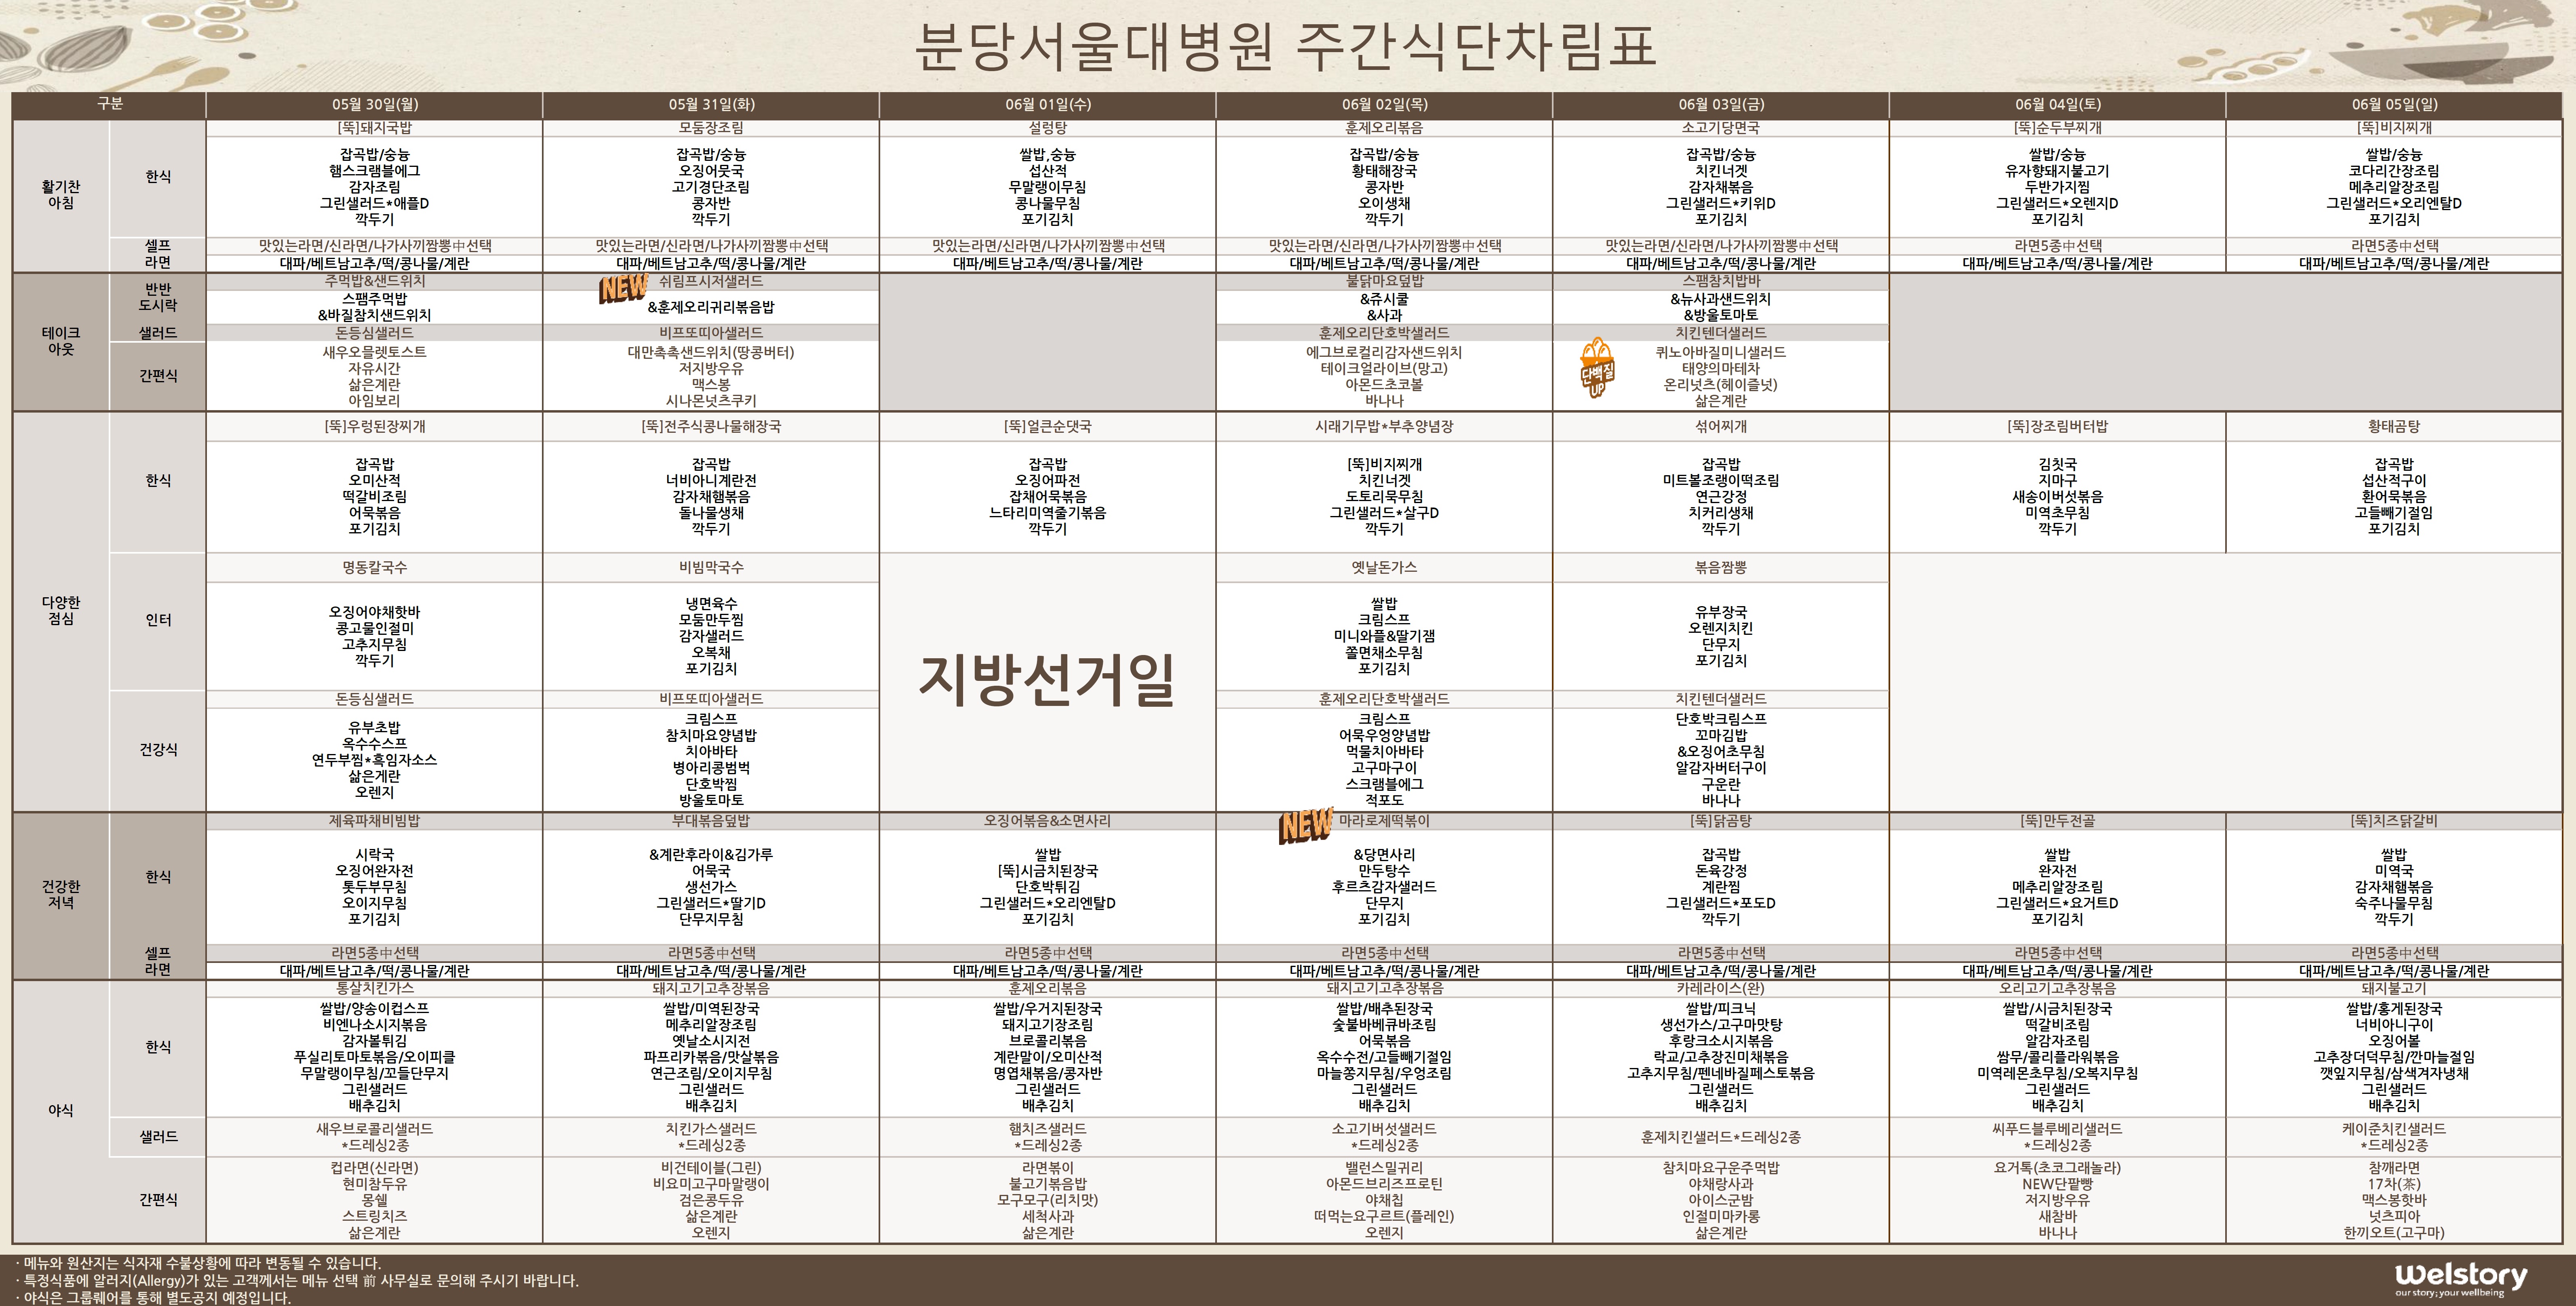 분당서울대병원 주간식단차림표
구분 05월 30일(월) 05월 31일(화) 06월 01일(수) 06월 02일(목) 06월 03일(금) 06월 04일(토) 06월 05일(일)
활기찬 아침
한식
[뚝]돼지국밥 모둠장조림 설렁탕 훈제오리볶음 소고기당면국 [뚝]순두부찌개 [뚝]비지찌개
잡곡밥/숭늉 잡곡밥/숭늉 쌀밥,숭늉 잡곡밥/숭늉 잡곡밥/숭늉 쌀밥/숭늉 쌀밥/숭늉
햄스크램블에그 오징어뭇국 섭산적 황태해장국 치킨너겟 유자향돼지불고기 코다리간장조림
감자조림 고기경단조림 무말랭이무침 콩자반 감자채볶음 두반가지찜 메추리알장조림
그린샐러드*애플D 콩자반 콩나물무침 오이생채 그린샐러드*키위D 그린샐러드*오렌지D 그린샐러드*오리엔탈D
깍두기 깍두기 포기김치 깍두기 포기김치 포기김치 포기김치
셀프 라면
맛있는라면/신라면/나가사끼짬뽕中선택 맛있는라면/신라면/나가사끼짬뽕中선택 맛있는라면/신라면/나가사끼짬뽕中선택 맛있는라면/신라면/나가사끼짬뽕中선택 맛있는라면/신라면/나가사끼짬뽕中선택 라면5종中선택 라면5종中선택
대파/베트남고추/떡/콩나물/계란 대파/베트남고추/떡/콩나물/계란 대파/베트남고추/떡/콩나물/계란 대파/베트남고추/떡/콩나물/계란 대파/베트남고추/떡/콩나물/계란 대파/베트남고추/떡/콩나물/계란 대파/베트남고추/떡/콩나물/계란
테이크 아웃
반반 도시락
주먹밥&샌드위치 NEW 쉬림프시저샐러드 불닭마요덮밥 스팸참치밥바
스팸주먹밥 &훈제오리귀리볶음밥 &쥬시쿨 &뉴사과샌드위치
&바질참치샌드위치 &사과 &방울토마토
샐러드 돈등심샐러드 비프또띠아샐러드 훈제오리단호박샐러드 치킨텐더샐러드
간편식
새우오믈렛토스트 대만촉촉샌드위치(땅콩버터) 에그브로컬리감자샌드위치 단백질 UP 퀴노아바질미니샐러드
자유시간 저지방우유 테이크얼라이브(망고) 태양의마테차
삶은계란 맥스봉 아몬드초코볼 온리넛츠(헤이즐넛)
아임보리 시나몬넛츠쿠키 바나나 삶은계란
다양한 점심
한식
[뚝]우렁된장찌개 [뚝]전주식콩나물해장국 [뚝]얼큰순댓국 시래기무밥*부추양념장 섞어찌개 [뚝]장조림버터밥 황태곰탕
잡곡밥 잡곡밥 잡곡밥 [뚝]비지찌개 잡곡밥 김칫국 잡곡밥
오미산적 너비아니계란전 오징어파전 치킨너겟 미트볼조랭이떡조림 지마구 섭산적구이
떡갈비조림 감자채햄볶음 잡채어묵볶음 도토리묵무침 연근강정 새송이버섯볶음 환어묵볶음
어묵볶음 돌나물생채 느타리미역줄기볶음 그린샐러드*살구D 치커리생채 미역초무침 고들빼기절임
포기김치 깍두기 깍두기 깍두기 깍두기 깍두기 포기김치
인터
명동칼국수 비빔막국수 옛날돈가스 볶음짬뽕
오징어야채핫바 냉면육수 쌀밥 유부장국
콩고물인절미 모둠만두찜 크림스프 오렌지치킨
고추지무침 감자샐러드 미니와플&딸기잼 단무지
깍두기 오복채 쫄면채소무침 포기김치
포기김치 포기김치
지방선거일
건강식
돈등심샐러드 비프또띠아샐러드 훈제오리단호박샐러드 치킨텐더샐러드
유부초밥 크림스프 크림스프 단호박크림스프
옥수수스프 참치마요양념밥 어묵우엉양념밥 꼬마김밥
연두부찜*흑임자소스 치아바타 먹물치아바타 &오징어초무침
삶은게란 병아리콩범벅 고구마구이 알감자버터구이
오렌지 단호박찜 스크램블에그 구운란
방울토마토 적포도 바나나
건강한 저녁
한식
제육파채비빔밥 부대볶음덮밥 오징어볶음&소면사리 NEW 마라로제떡볶이 [뚝]닭곰탕 [뚝]만두전골 [뚝]치즈닭갈비
시락국 &계란후라이&김가루 쌀밥 &당면사리 잡곡밥 쌀밥 쌀밥
오징어완자전 어묵국 [뚝]시금치된장국 만두탕수 돈육강정 완자전 미역국
톳두부무침 생선가스 단호박튀김 후르츠감자샐러드 계란찜 메추리알장조림 감자채햄볶음
오이지무침 그린샐러드*딸기D 그린샐러드*오리엔탈D 단무지 그린샐러드*포도D 그린샐러드*요거트D 숙주나물무침
포기김치 단무지무침 포기김치 포기김치 깍두기 포기김치 깍두기
셀프 라면
라면5종中선택 라면5종中선택 라면5종中선택 라면5종中선택 라면5종中선택 라면5종中선택 라면5종中선택
대파/베트남고추/떡/콩나물/계란 대파/베트남고추/떡/콩나물/계란 대파/베트남고추/떡/콩나물/계란 대파/베트남고추/떡/콩나물/계란 대파/베트남고추/떡/콩나물/계란 대파/베트남고추/떡/콩나물/계란 대파/베트남고추/떡/콩나물/계란
야식
한식
통살치킨가스 돼지고기고추장볶음 훈제오리볶음 돼지고기고추장볶음 카레라이스(완) 오리고기고추장볶음 돼지불고기
쌀밥/양송이컵스프 쌀밥/미역된장국 쌀밥/우거지된장국 쌀밥/배추된장국 쌀밥/피크닉 쌀밥/시금치된장국 쌀밥/홍게된장국
비엔나소시지볶음 메추리알장조림 돼지고기장조림 숯불바베큐바조림 생선가스/고구마맛탕 떡갈비조림 너비아니구이
감자볼튀김 옛날소시지전 브로콜리볶음 어묵볶음 후랑크소시지볶음 알감자조림 오징어볼
푸실리토마토볶음/오이피클 파프리카볶음/맛살볶음 계란말이/오미산적 옥수수전/고들빼기절임 락교/고추장진미채볶음 쌈무/콜리플라워볶음 고추장더덕무침/깐마늘절임
무말랭이무침/꼬들단무지 연근조림/오이지무침 명엽채볶음/콩자반 마늘쫑지무침/우엉조림 고추지무침/펜네바질페스토볶음 미역레몬초무침/오복지무침 깻잎지무침/삼색겨자냉채
그린샐러드 그린샐러드 그린샐러드 그린샐러드 그린샐러드 그린샐러드 그린샐러드
배추김치 배추김치 배추김치 배추김치 배추김치 배추김치 배추김치
샐러드
새우브로콜리샐러드 치킨가스샐러드 햄치즈샐러드 소고기버섯샐러드 훈제치킨샐러드*드레싱2종 씨푸드블루베리샐러드 케이준치킨샐러드
*드레싱2종 *드레싱2종 *드레싱2종 *드레싱2종 *드레싱2종 *드레싱2종
간편식
컵라면(신라면) 비건테이블(그린) 라면볶이 밸런스밀귀리 참치마요구운주먹밥 요거톡(초코그래놀라) 참깨라면
현미참두유 비요미고구마말랭이 불고기볶음밥 아몬드브리즈프로틴 야채랑사과 NEW단팥빵 17차(茶)
몽쉘 검은콩두유 모구모구(리치맛) 야채칩 아이스군밤 저지방우유 맥스봉핫바
스트링치즈 삶은계란 세척사과 떠먹는요구르트(플레인) 인절미마카롱 새참바 넛츠피아
삶은계란 오렌지 삶은계란 오렌지 삶은계란 바나나 한끼오트(고구마)
· 메뉴와 원산지는 식자재 수불상황에 따라 변동될 수 있습니다.
· 특정식품에 알러지(Allergy)가 있는 고객께서는 메뉴 선택 前 사무실로 문의해 주시기 바랍니다.
· 야식은 그룹웨어를 통해 별도공지 예정입니다.
welstory
our story; your wellbeing